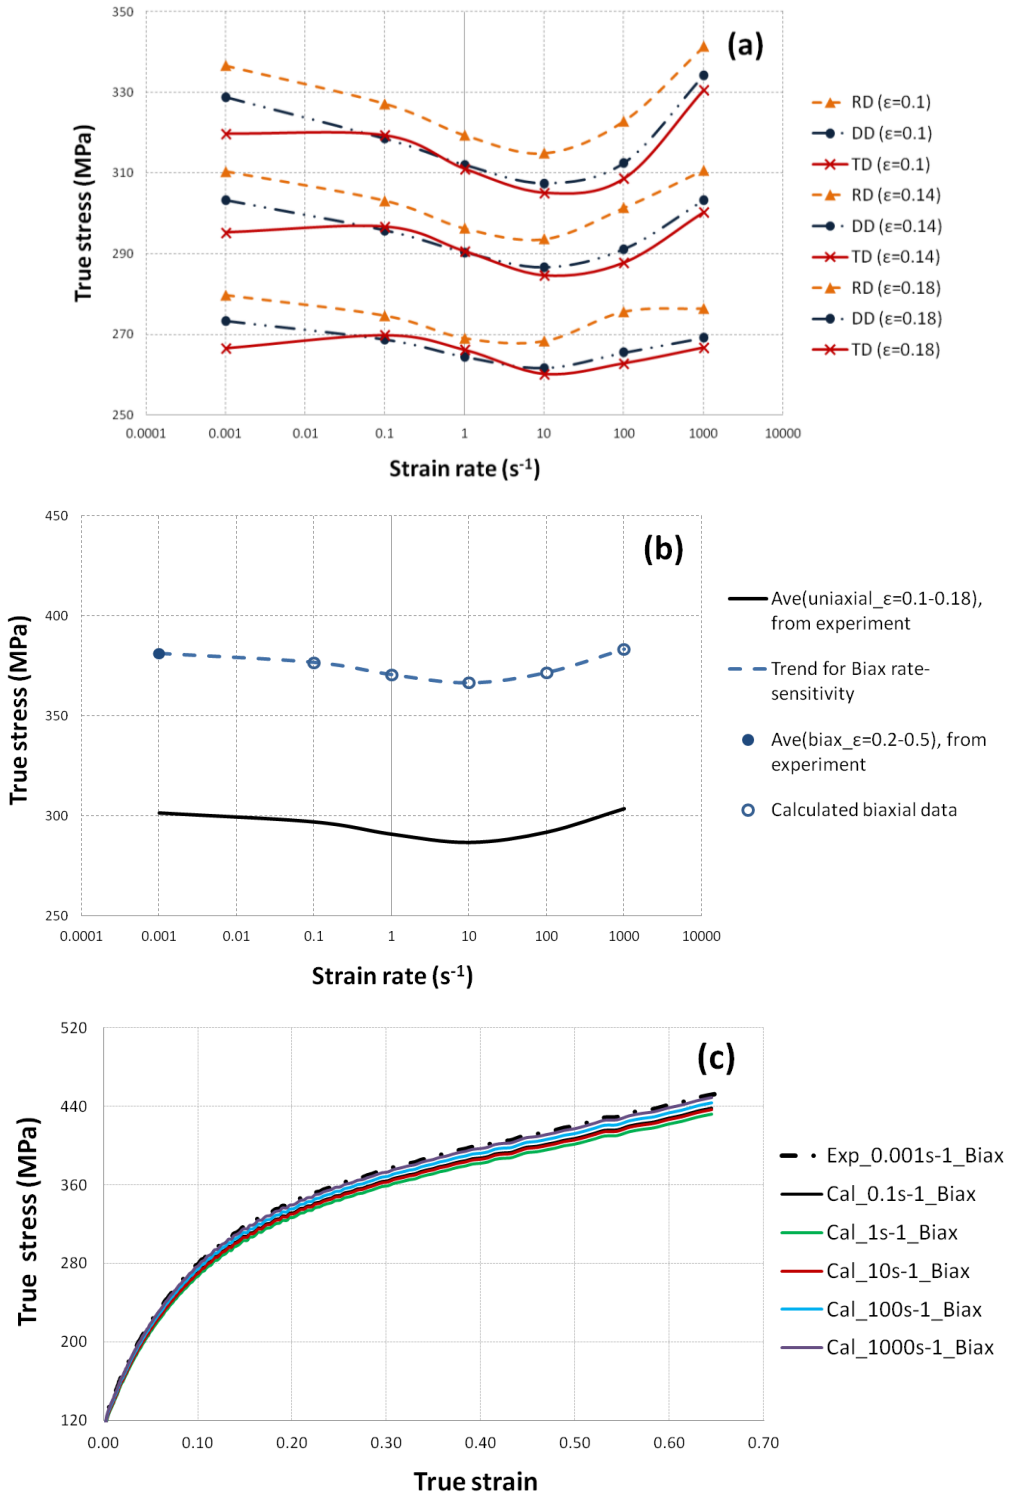 350
(a)
330
310
290
270
250
True stress (MPa)
0.0001 0.001 0.01 0.1 1 10 100 1000 10000
Strain rate (s-1)
RD (ε=0.1)
DD (ε=0.1)
TD (ε=0.1)
RD (ε=0.14)
DD (ε=0.14)
TD (ε=0.14)
RD (ε=0.18)
DD (ε=0.18)
TD (ε=0.18)
450
(b)
400
350
300
250
True stress (MPa)
0.0001 0.001 0.01 0.1 1 10 100 1000 10000
Strain rate (s-1)
Ave(uniaxial_ε=0.1-0.18),
from experiment
Trend for Biax rate-
sensitivity
Ave(biax_ε=0.2-0.5), from
experiment
Calculated biaxial data
520
(c)
440
360
280
200
120
True stress (MPa)
0.00 0.10 0.20 0.30 0.40 0.50 0.60 0.70
True strain
Exp_0.001s-1_Biax
Cal_0.1s-1_Biax
Cal_1s-1_Biax
Cal_10s-1_Biax
Cal_100s-1_Biax
Cal_1000s-1_Biax